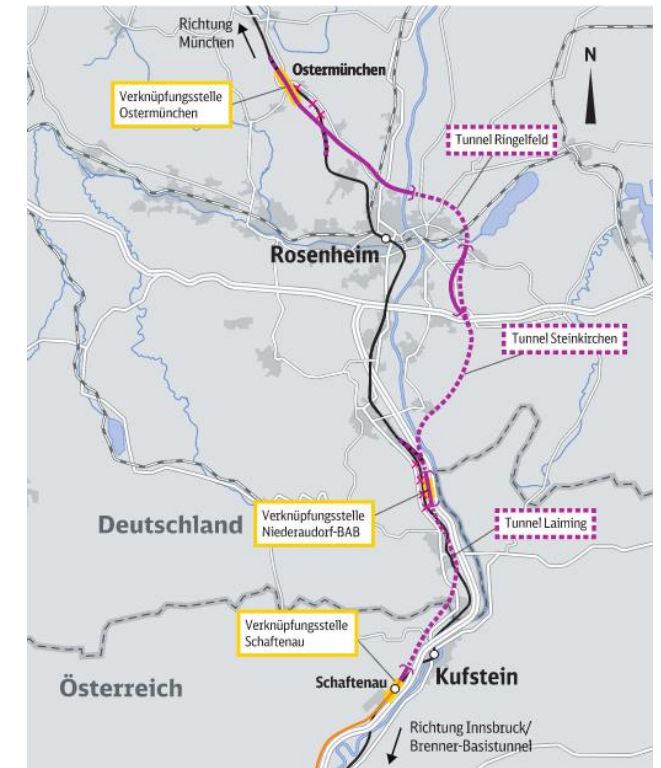 Richtung
München
Ostermünchen
Verknüpfungsstelle
Ostermünchen
N
Tunnel Ringelfeld
Rosenheim
Tunnel Steinkirchen
Deutschland
Verknüpfungsstelle
Niederaudorf-BAB
Tunnel Laiming
Verknüpfungsstelle
Schaftenau
Österreich
Schaftenau
Kufstein
Richtung Innsbruck/
Brenner-Basistunnel